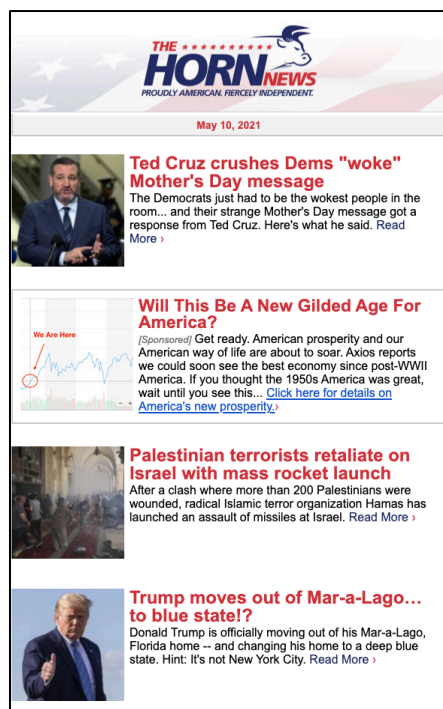 THE
HORN NEWS
PROUDLY AMERICAN. FIERCELY INDEPENDENT.
May 10, 2021
Ted Cruz crushes Dems "woke"
Mother's Day message
The Democrats just had to be the wokest people in the
room... and their strange Mother's Day message got a
response from Ted Cruz. Here's what he said. Read
More ›
We Are Here
Will This Be A New Gilded Age For
America?
[Sponsored] Get ready. American prosperity and our
American way of life are about to soar. Axios reports
we could soon see the best economy since post-WWII
America. If you thought the 1950s America was great,
wait until you see this... Click here for details on
America's new prosperity.›
Palestinian terrorists retaliate on
Israel with mass rocket launch
After a clash where more than 200 Palestinians were
wounded, radical Islamic terror organization Hamas has
launched an assault of missiles at Israel. Read More ›
Trump moves out of Mar-a-Lago…
to blue state!?
Donald Trump is officially moving out of his Mar-a-Lago,
Florida home -- and changing his home to a deep blue
state. Hint: It's not New York City. Read More ›